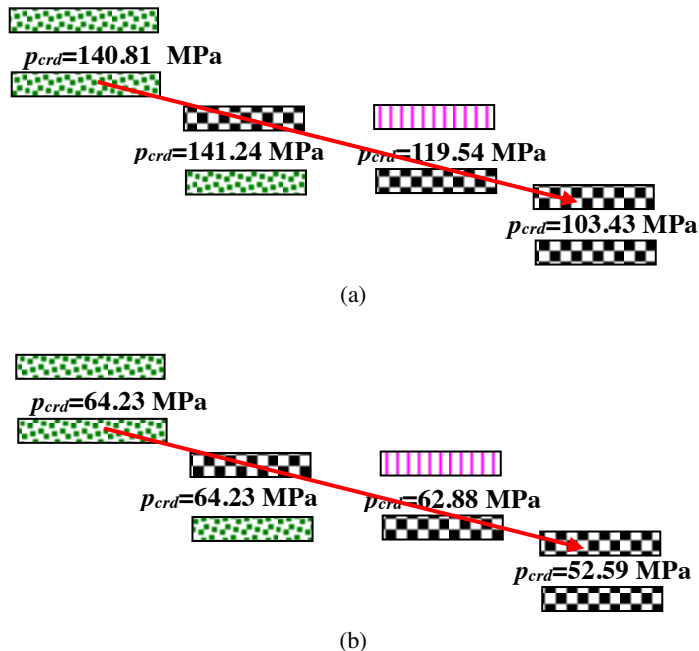 pcrd=140.81 MPa
pcrd=141.24 MPa
pcrd=119.54 MPa
pcrd=103.43 MPa
(a)
pcrd=64.23 MPa
pcrd=64.23 MPa
pcrd=62.88 MPa
pcrd=52.59 MPa
(b)